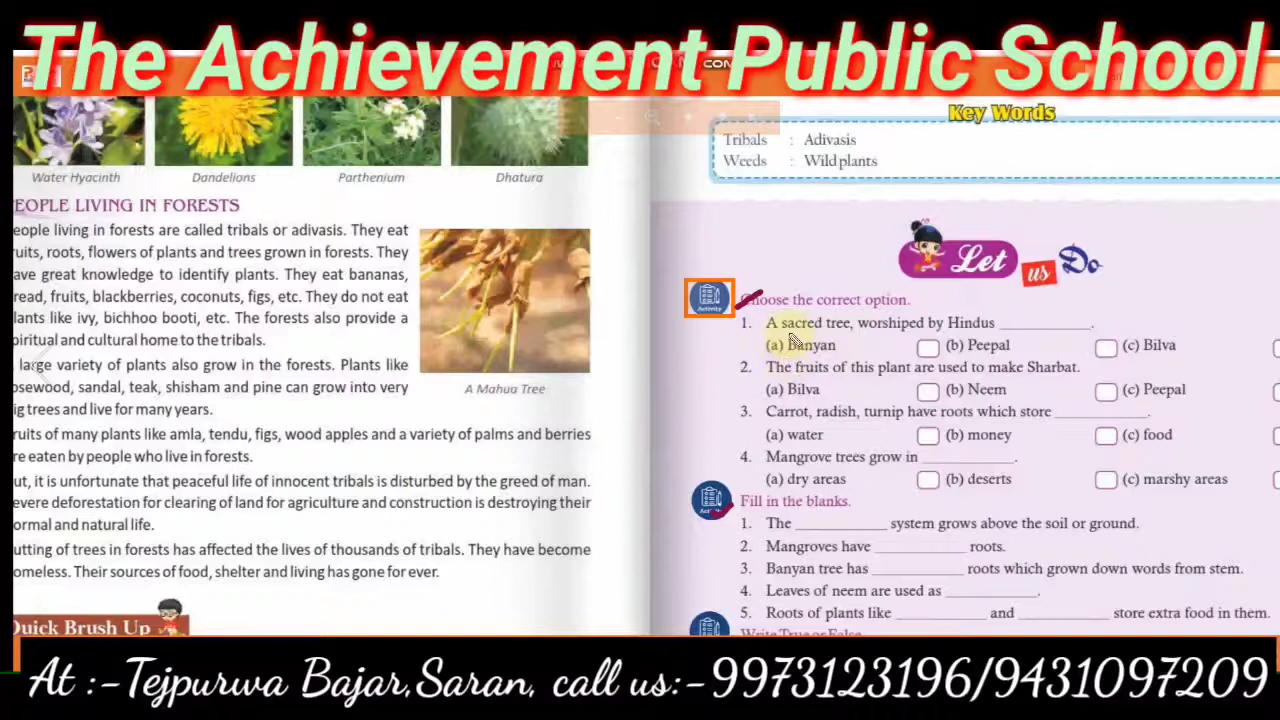 The Achievement Public School
Water Hyacinth
Dandelions
Parthenium
Dhatura
EOPLE LIVING IN FORESTS
eople living in forests are called tribals or adivasis. They eat
ruits, roots, flowers of plants and trees grown in forests. They
ave great knowledge to identify plants. They eat bananas,
read, fruits, blackberries, coconuts, figs, etc. They do not eat
lants like ivy, bichhoo booti, etc. The forests also provide a
piritual and cultural home to the tribals.
large variety of plants also grow in the forests. Plants like
osewood, sandal, teak, shisham and pine can grow into very
ig trees and live for many years.
A Mahua Tree
ruits of many plants like amla, tendu, figs, wood apples and a variety of palms and berries
re eaten by people who live in forests.
ut, it is unfortunate that peaceful life of innocent tribals is disturbed by the greed of man.
evere deforestation for clearing of land for agriculture and construction is destroying their
ormal and natural life.
utting of trees in forests has affected the lives of thousands of tribals. They have become
omeless. Their sources of food, shelter and living has gone for ever.
Quick Brush Up
Key Words
Tribals : Adivasis
Weeds : Wild plants
Let us Do
Activity
Choose the correct option.
1. A sacred tree, worshiped by Hindus __________.
(a) Banyan (b) Peepal (c) Bilva
2. The fruits of this plant are used to make Sharbat.
(a) Bilva (b) Neem (c) Peepal
3. Carrot, radish, turnip have roots which store __________.
(a) water (b) money (c) food
4. Mangrove trees grow in __________.
(a) dry areas (b) deserts (c) marshy areas
Fill in the blanks.
1. The __________ system grows above the soil or ground.
2. Mangroves have __________ roots.
3. Banyan tree has __________ roots which grown down words from stem.
4. Leaves of neem are used as __________.
5. Roots of plants like __________ and __________ store extra food in them.
Write True or False.
At :-Tejpurwa Bajar,Saran, call us:-9973123196/9431097209